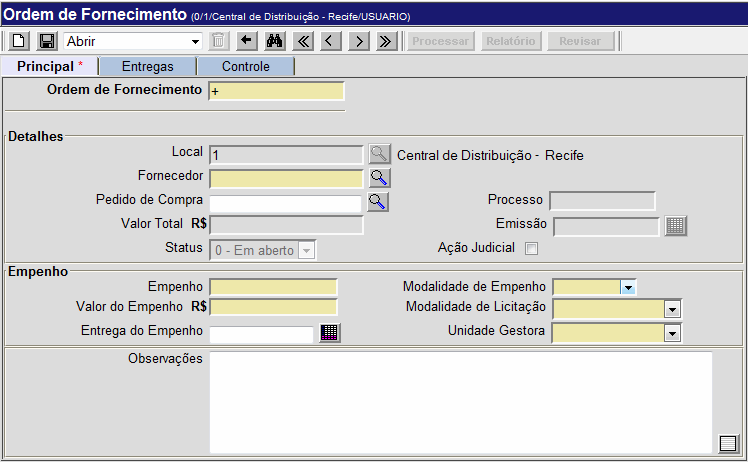 Ordem de Fornecimento (0/1/Central de Distribuição - Recife/USUARIO)
Abrir Processar Relatório Revisar
Principal * Entregas Controle
Ordem de Fornecimento +
Detalhes
Local 1 Central de Distribuição - Recife
Fornecedor
Pedido de Compra Processo
Valor Total R$ Emissão
Status 0 - Em aberto Ação Judicial
Empenho
Empenho Modalidade de Empenho
Valor do Empenho R$ Modalidade de Licitação
Entrega do Empenho Unidade Gestora
Observações